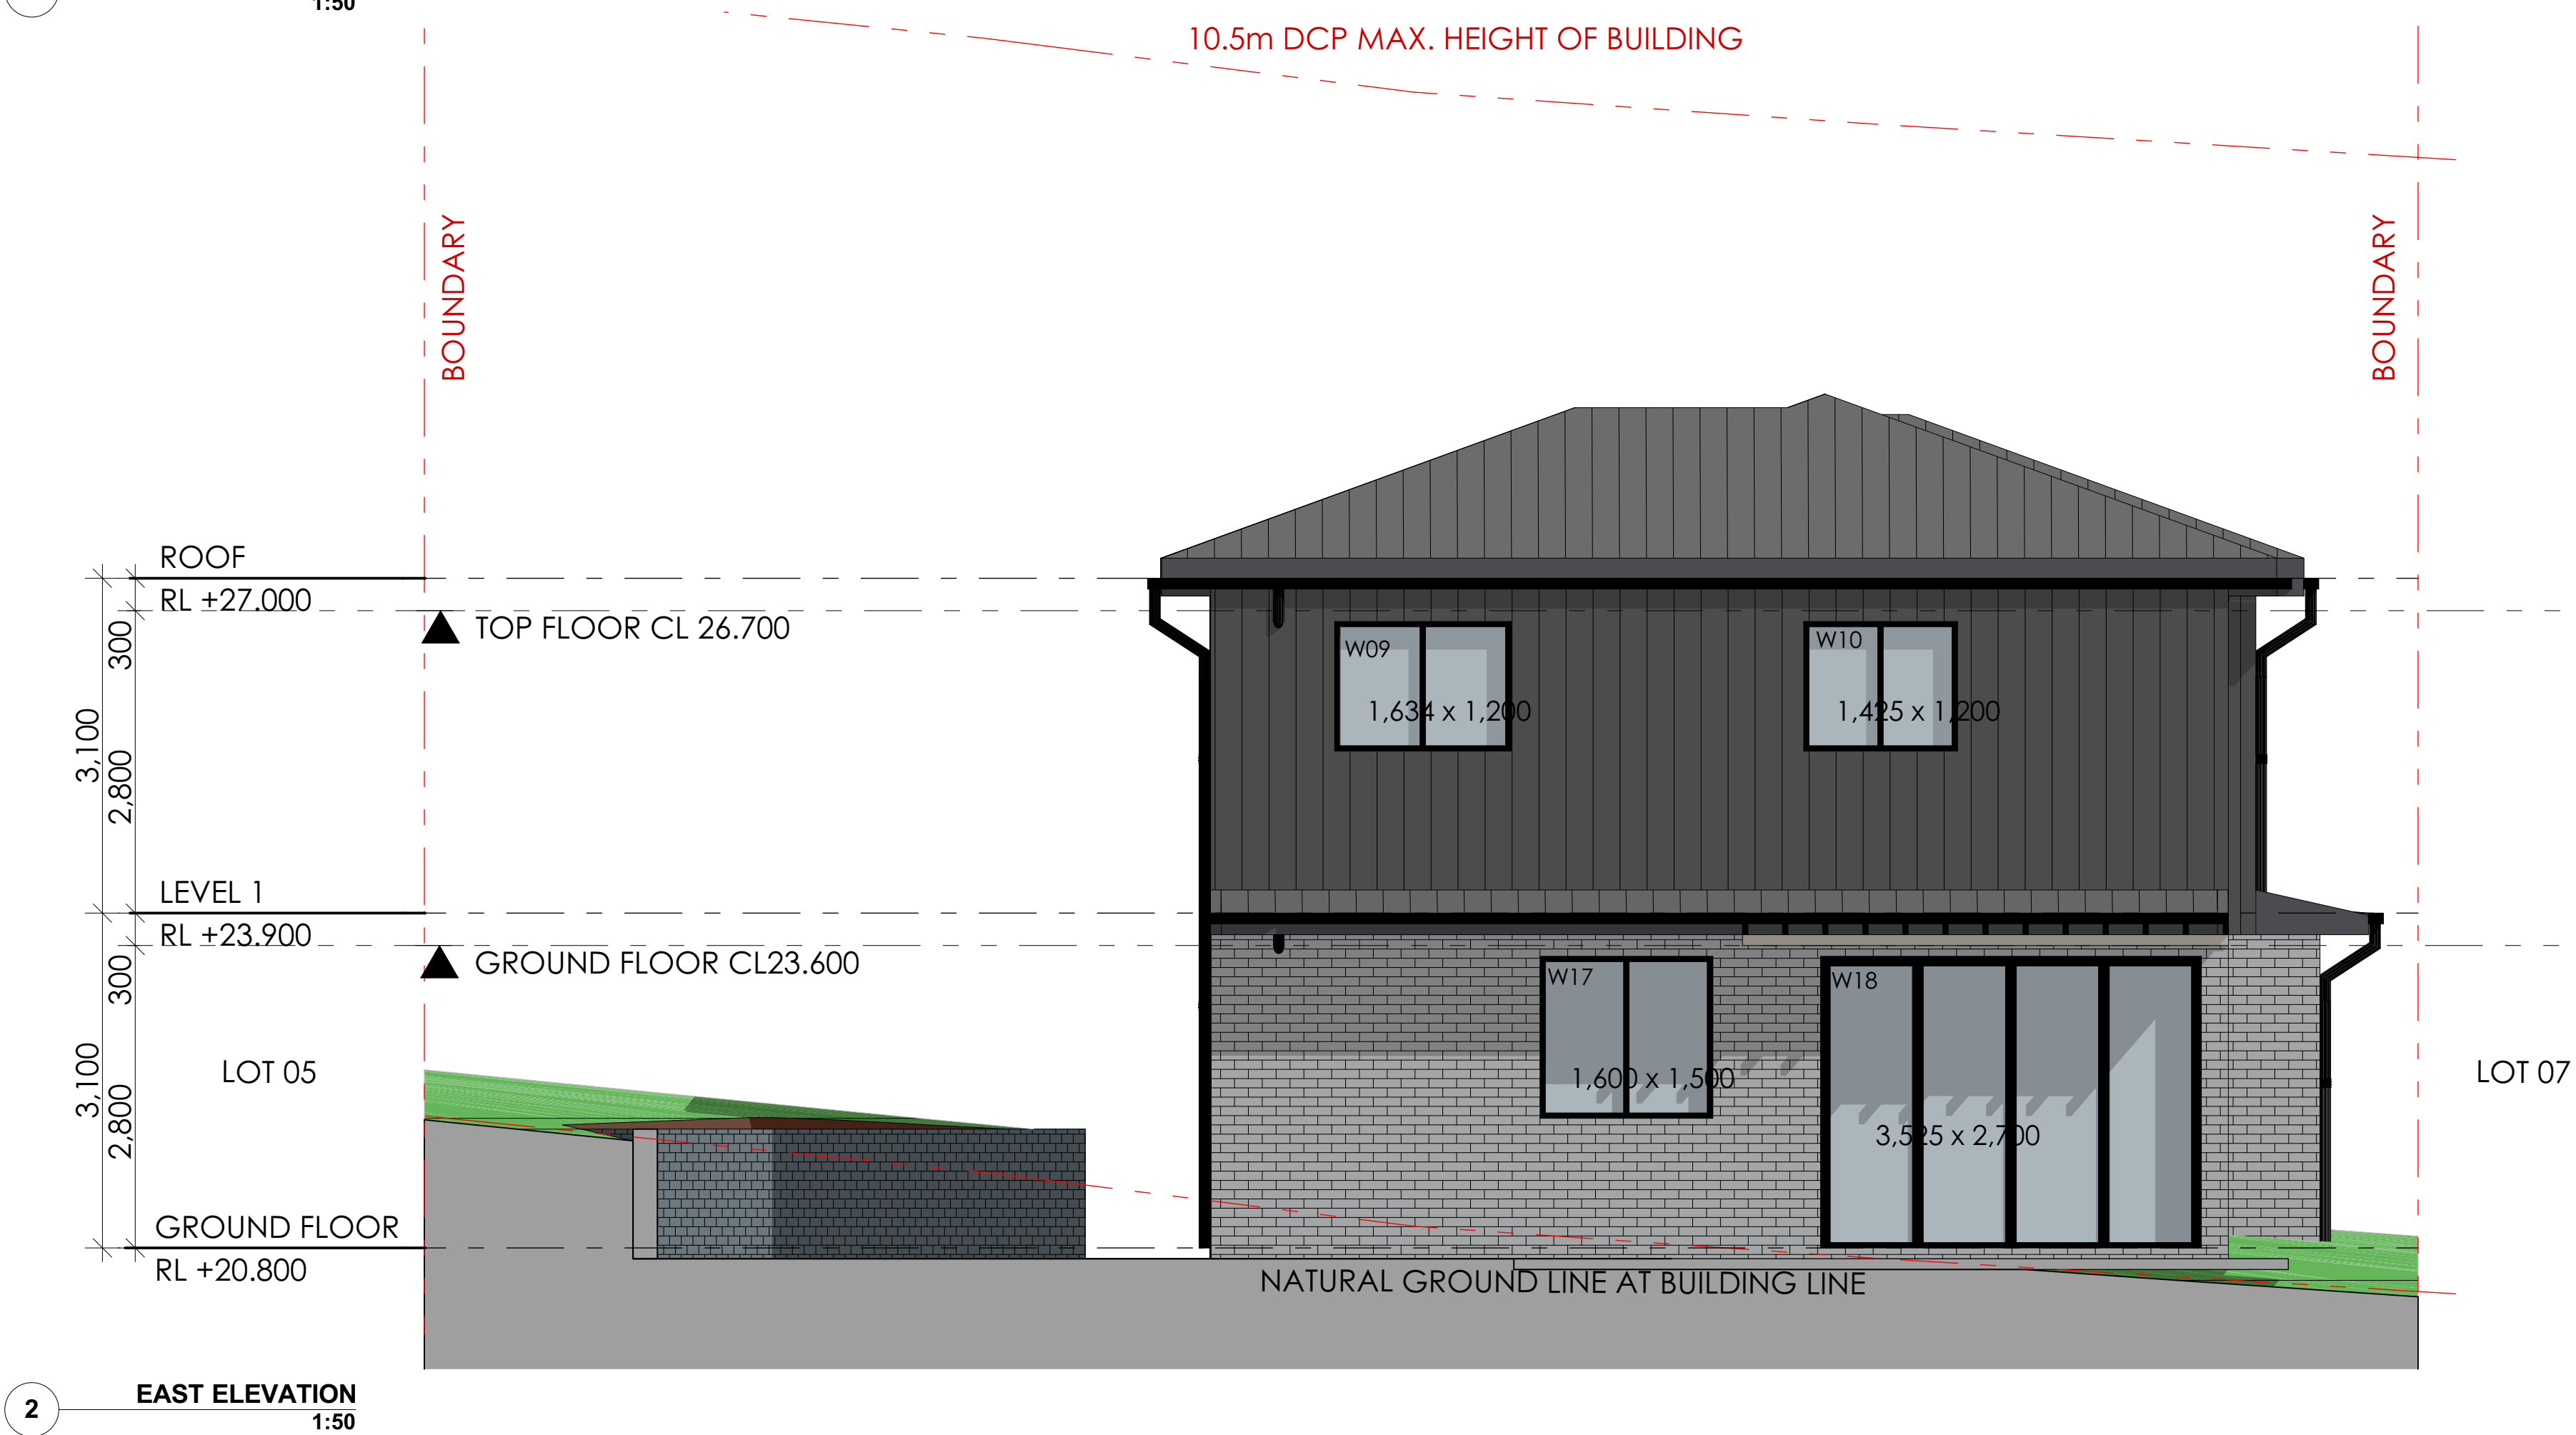 1:50
10.5m DCP MAX. HEIGHT OF BUILDING
BOUNDARY
BOUNDARY
ROOF
RL +27.000
TOP FLOOR CL 26.700
300
W09
1,634 x 1,200
W10
1,425 x 1,200
3,100
2,800
LEVEL 1
RL +23.900
GROUND FLOOR CL23.600
300
W17
1,600 x 1,500
W18
3,525 x 2,700
LOT 05
LOT 07
3,100
2,800
GROUND FLOOR
RL +20.800
NATURAL GROUND LINE AT BUILDING LINE
2
EAST ELEVATION
1:50